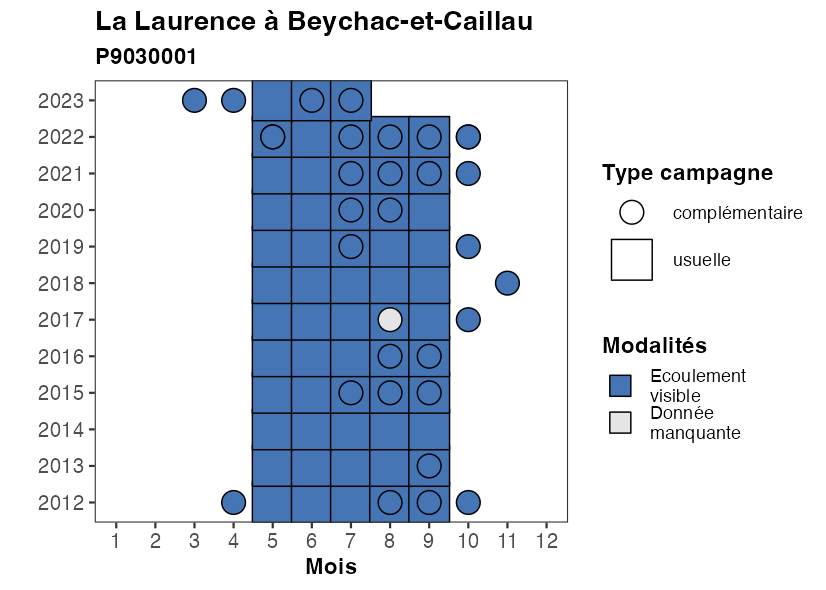 La Laurence à Beychac-et-Caillau
P9030001
2023
2022
2021
2020
2019
2018
2017
2016
2015
2014
2013
2012
1 2 3 4 5 6 7 8 9 10 11 12
Mois
Type campagne
complémentaire
usuelle
Modalités
Ecoulement
visible
Donnée
manquante